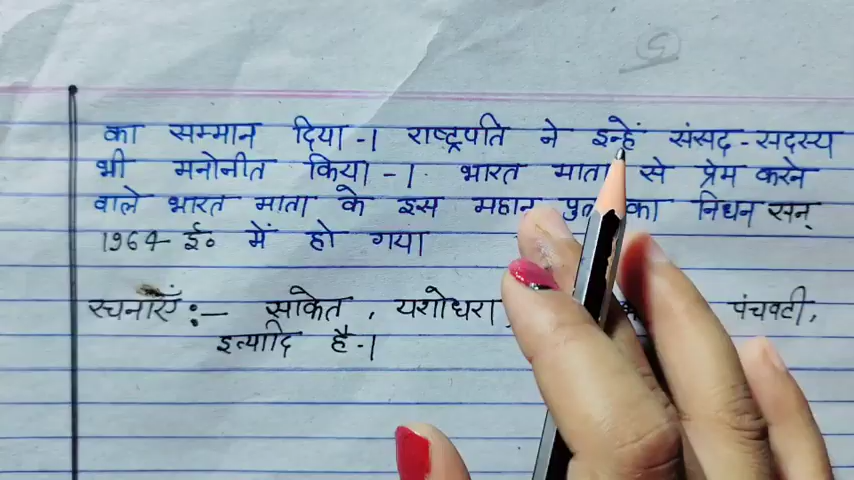 5
का सम्मान दिया -। राष्ट्रपति ने इन्हें संसद - सदस्य
भी मनोनीत किया -। भारत माता से प्रेम करने
वाले भारत माता के इस महान का निधन सन्
1964 ई० में हो गया
रचनाएँ :- साकेत, यशोधरा, पंचवटी,
इत्यादि है -।